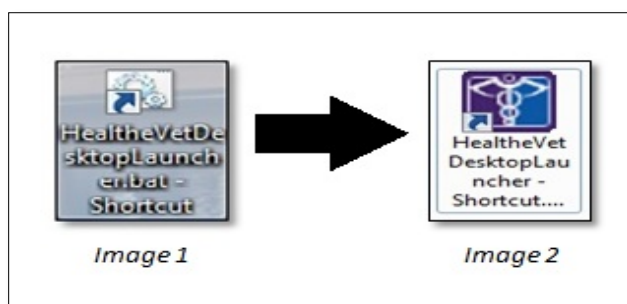 HealtheVetDe
sktopLaunch
er.bat -
Shortcut
Image 1
HealtheVet
DesktopLau
ncher -
Shortcut....
Image 2